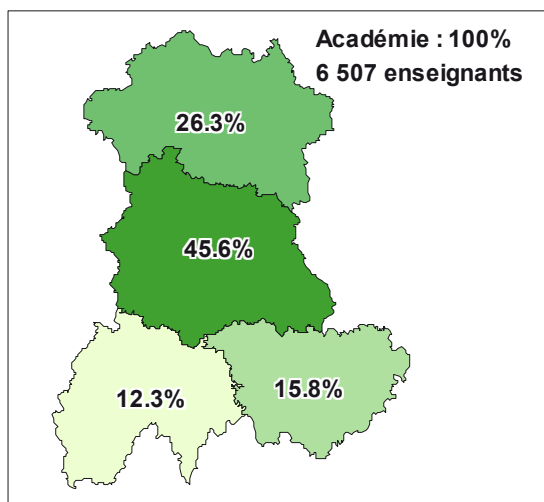 Académie : 100%
6 507 enseignants
26.3%
45.6%
12.3%
15.8%